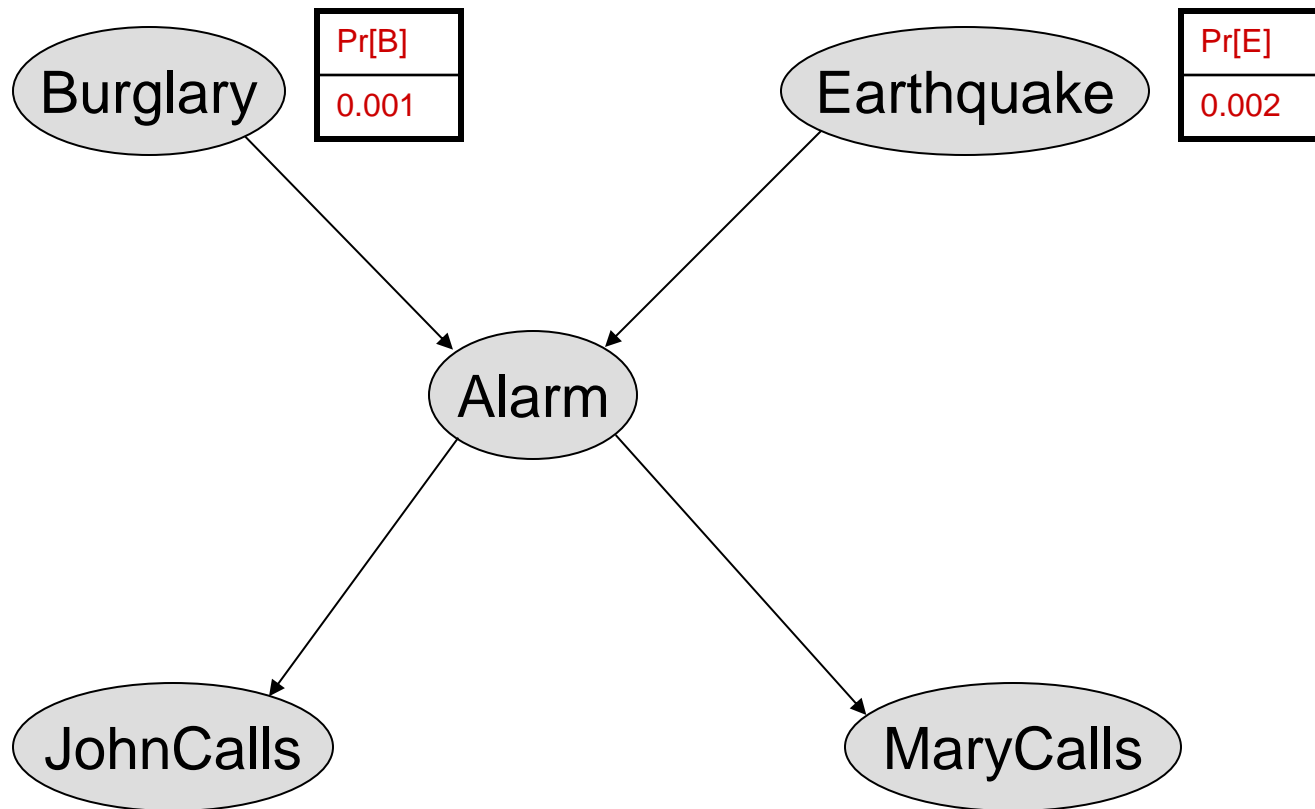 Burglary
Pr[B]
0.001
Earthquake
Pr[E]
0.002
Alarm
JohnCalls
MaryCalls